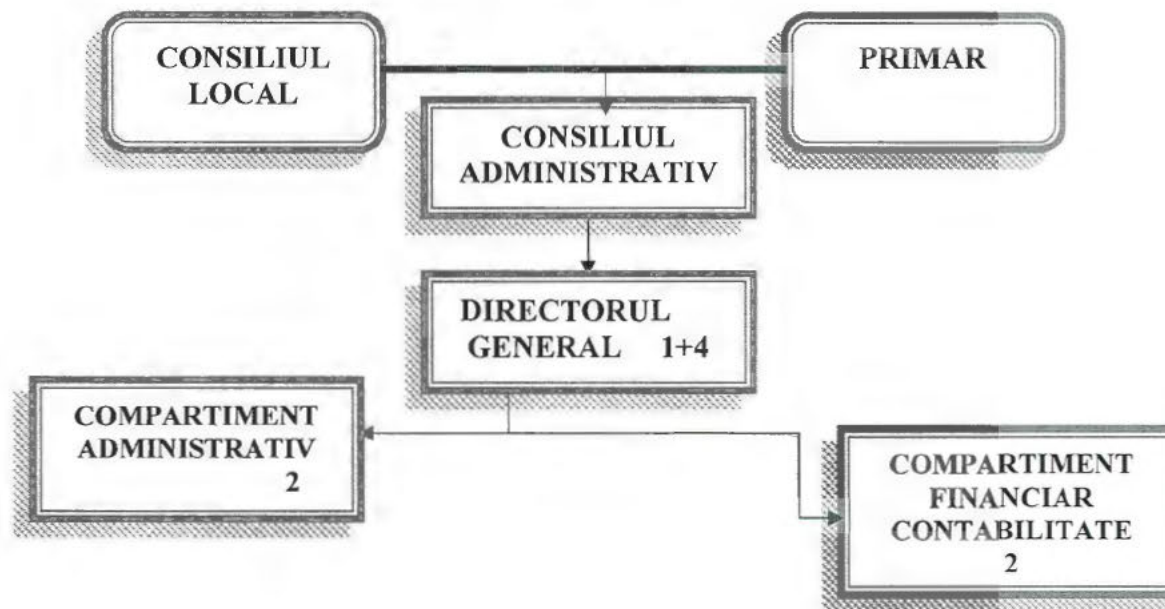 CONSILIUL
LOCAL
PRIMAR
CONSILIUL
ADMINISTRATIV
DIRECTORUL
GENERAL 1+4
COMPARTIMENT
ADMINISTRATIV
2
COMPARTIMENT
FINANCIAR
CONTABILITATE
2